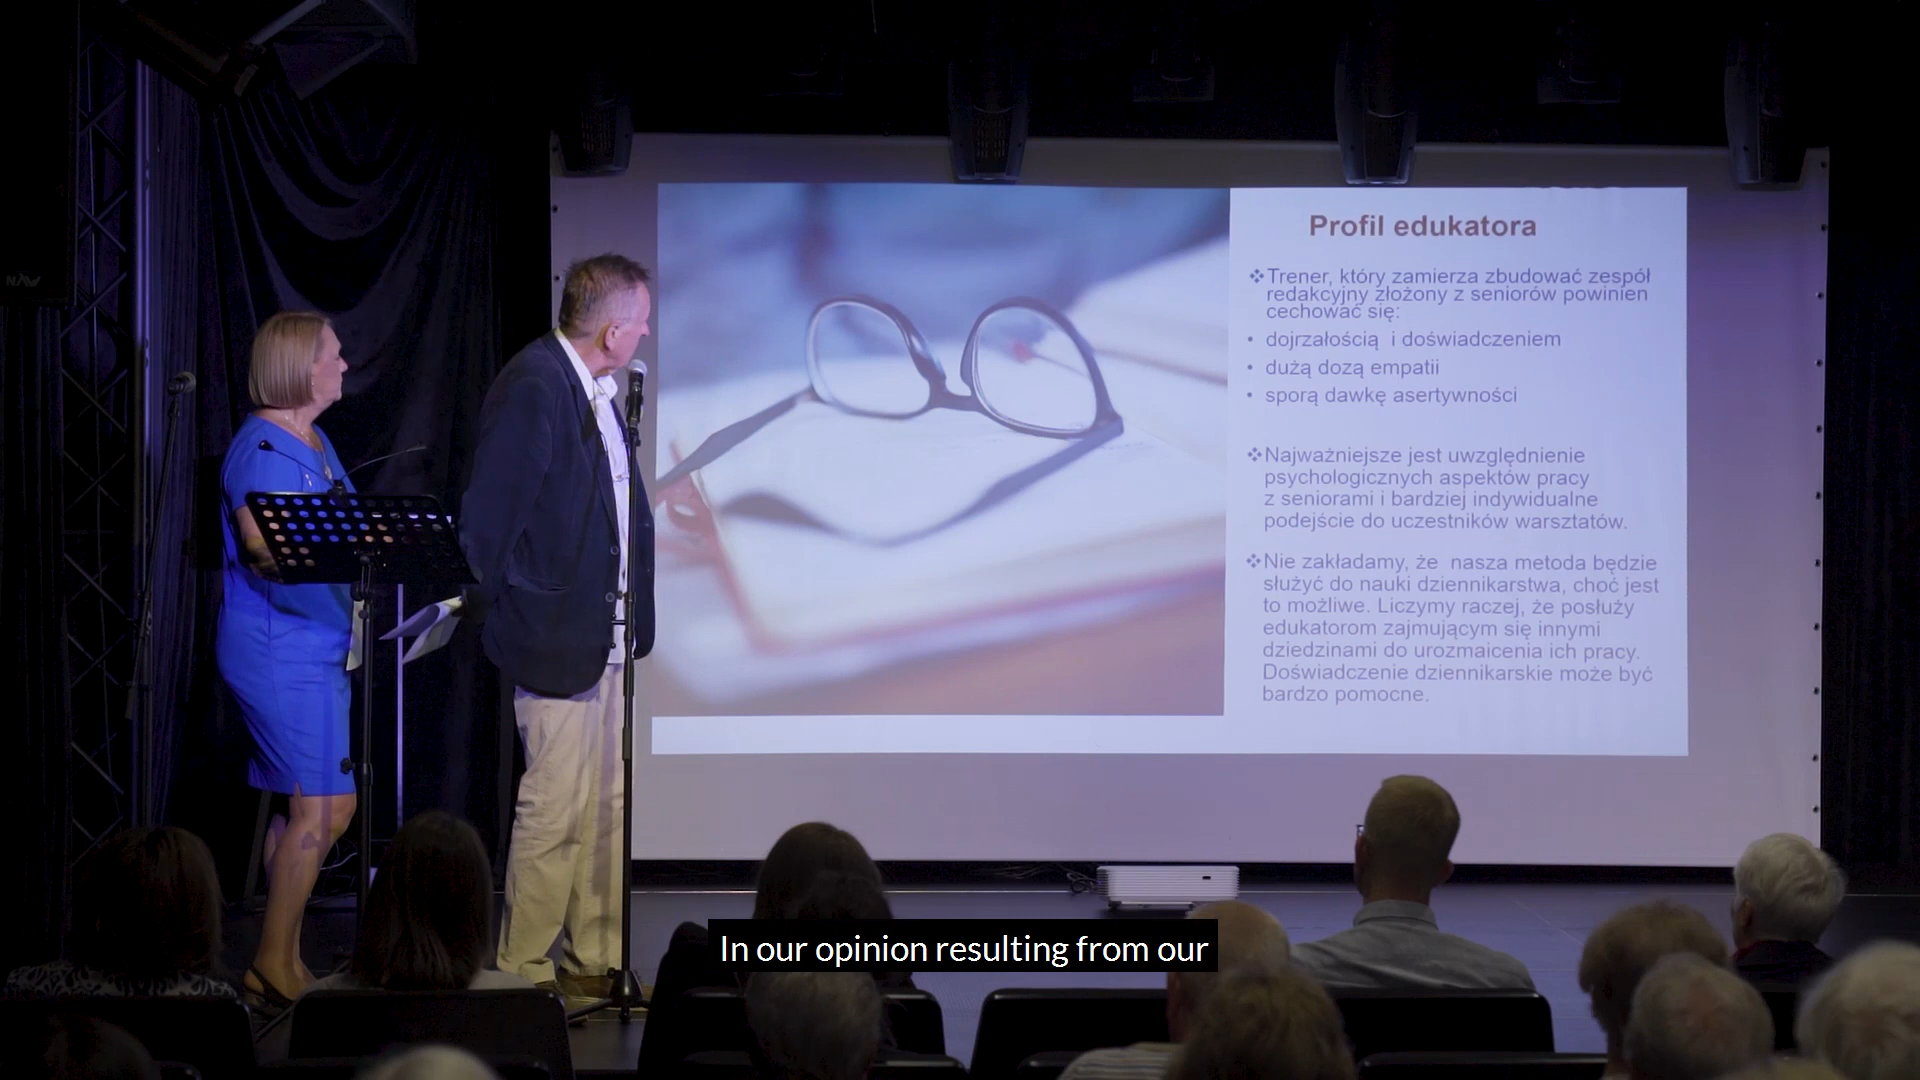 Profil edukatora
❖Trener, który zamierza zbudować zespół
redakcyjny złożony z seniorów powinien
cechować się:
• dojrzałością i doświadczeniem
• dużą dozą empatii
• sporą dawkę asertywności
❖Najważniejsze jest uwzględnienie
psychologicznych aspektów pracy
z seniorami i bardziej indywidualne
podejście do uczestników warsztatów.
❖Nie zakładamy, że nasza metoda będzie
służyć do nauki dziennikarstwa, choć jest
to możliwe. Liczymy raczej, że posłuży
edukatorom zajmującym się innymi
dziedzinami do urozmaicenia ich pracy.
Doświadczenie dziennikarskie może być
bardzo pomocne.
In our opinion resulting from our